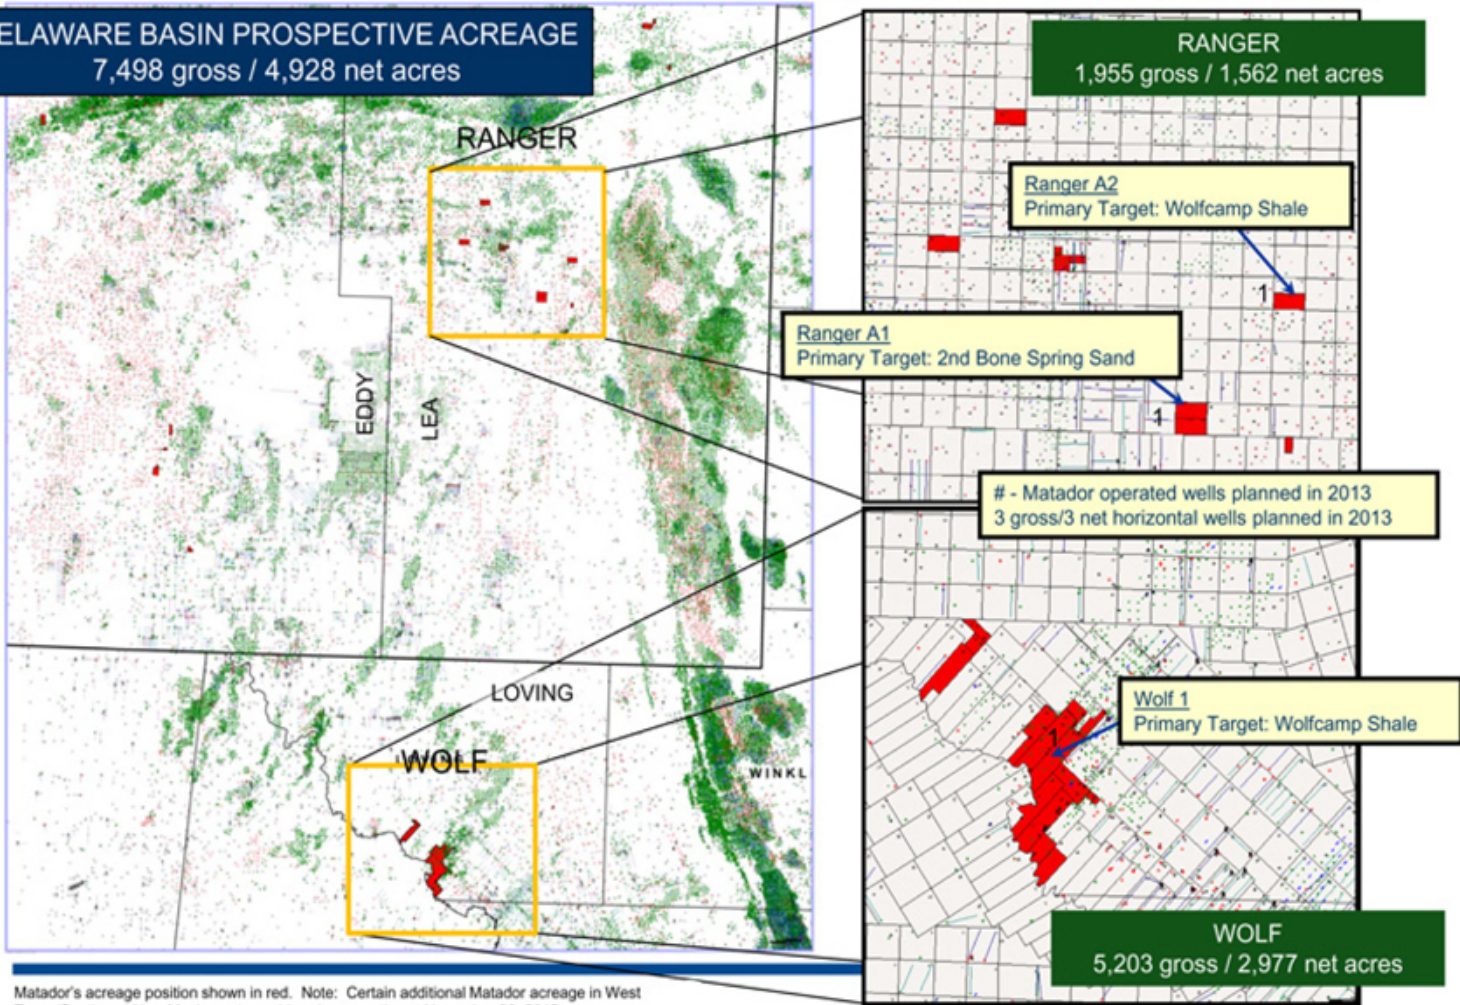 ELAWARE BASIN PROSPECTIVE ACREAGE
7,498 gross / 4,928 net acres
RANGER
EDDY
LEA
LOVING
WOLF
WINKL
RANGER
1,955 gross / 1,562 net acres
Ranger A2
Primary Target: Wolfcamp Shale
1
Ranger A1
Primary Target: 2nd Bone Spring Sand
1
# - Matador operated wells planned in 2013
3 gross/3 net horizontal wells planned in 2013
Wolf 1
Primary Target: Wolfcamp Shale
1
WOLF
5,203 gross / 2,977 net acres
Matador's acreage position shown in red. Note: Certain additional Matador acreage in West